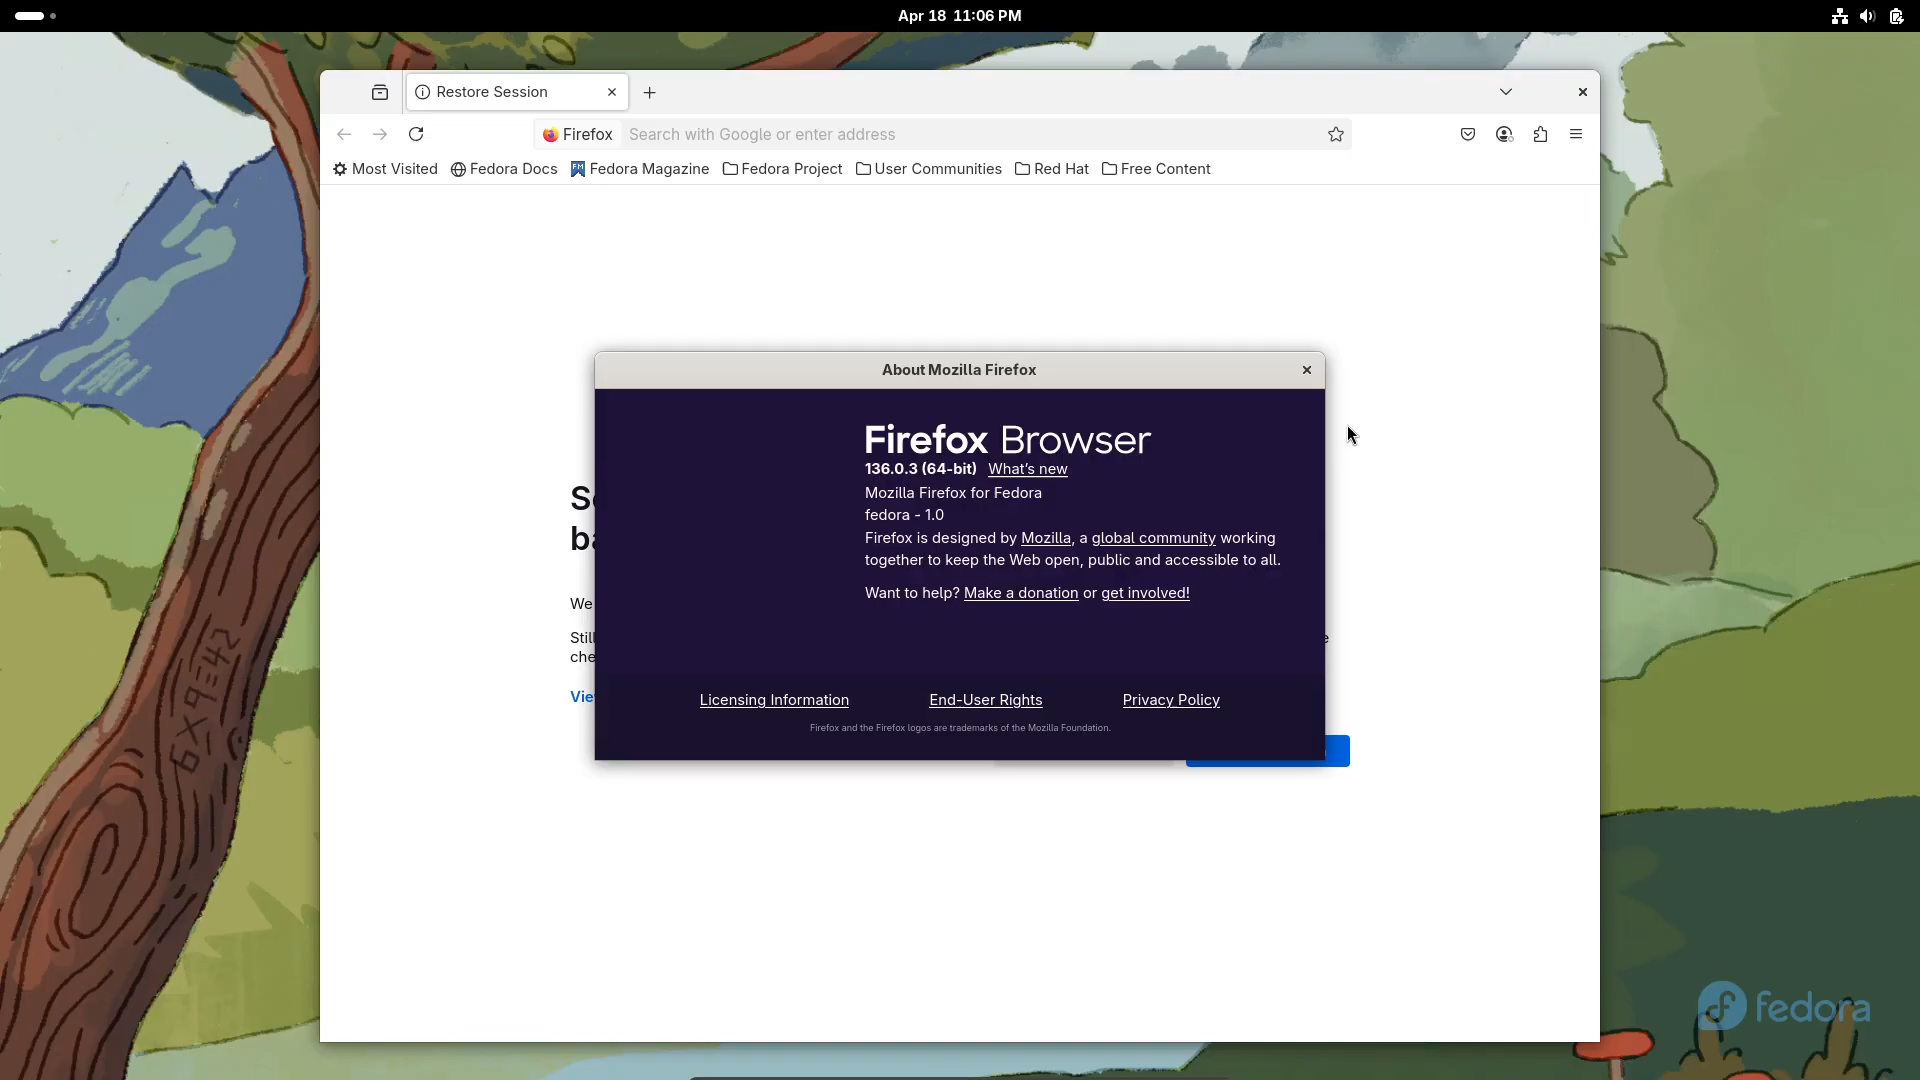 Apr 18 11:06 PM
Restore Session
Firefox Search with Google or enter address
Most Visited Fedora Docs Fedora Magazine Fedora Project User Communities Red Hat Free Content
About Mozilla Firefox
Firefox Browser
136.0.3 (64-bit) What's new
Mozilla Firefox for Fedora
fedora - 1.0
Firefox is designed by Mozilla, a global community working
together to keep the Web open, public and accessible to all.
Want to help? Make a donation or get involved!
Licensing Information End-User Rights Privacy Policy
Firefox and the Firefox logos are trademarks of the Mozilla Foundation.
We
Still
6x9=42
fedora